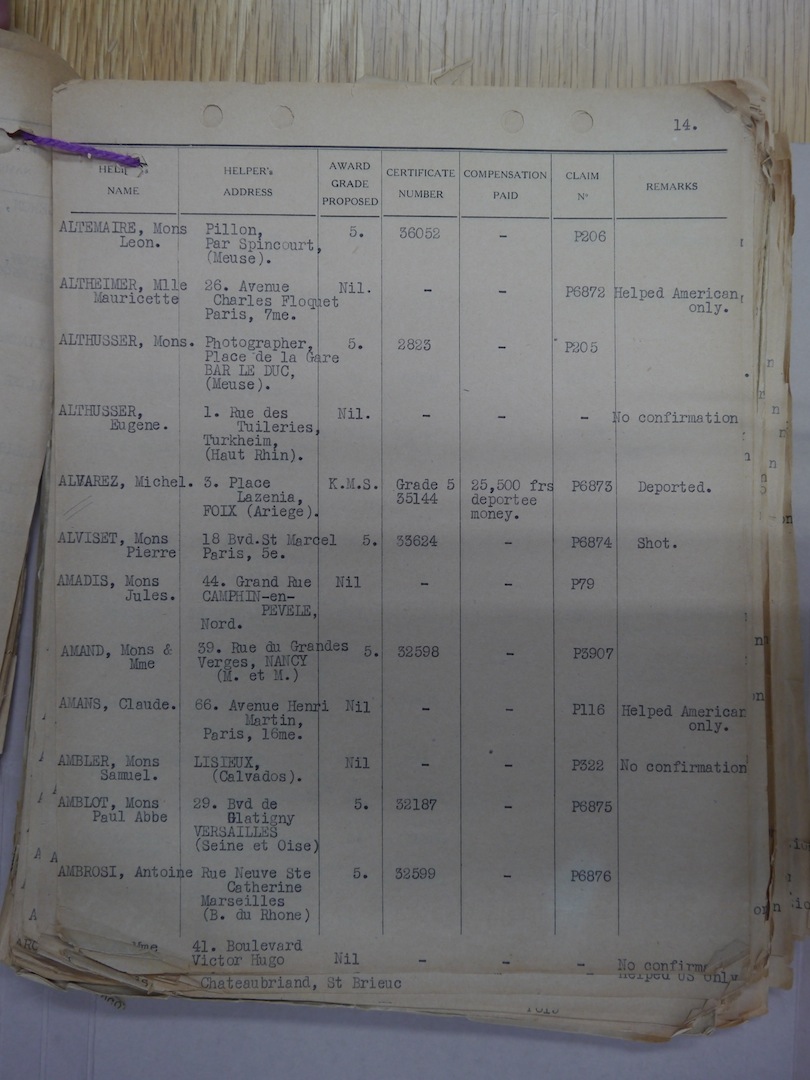 14.
HELPER'S NAME HELPER'S ADDRESS AWARD GRADE PROPOSED CERTIFICATE NUMBER COMPENSATION PAID CLAIM Nº REMARKS
ALTEMAIRE, Mons Pillon, 5. 36052 - P206
Leon. Par Spincourt,
(Meuse).
ALTHEIMER, Mlle 26. Avenue Nil. - - P6872 Helped American,
Mauricette Charles Floquet only.
Paris, 7me.
ALTHUSSER, Mons. Photographer, 5. 2823 - P205
Place de la Gare
BAR LE DUC,
(Meuse).
ALTHUSSER, 1. Rue des Nil. - - - No confirmation
Eugene. Tuileries,
Turkheim,
(Haut Rhin).
ALVAREZ, Michel. 3. Place K.M.S. Grade 5 25,500 frs P6873 Deported.
Lazenia, 35144 deportee
FOIX (Ariege). money.
ALVISET, Mons 18 Bvd.St Marcel 5. 33624 - P6874 Shot.
Pierre Paris, 5e.
AMADIS, Mons 44. Grand Rue Nil - - P79
Jules. CAMPHIN-en-
PEVELE,
Nord.
AMAND, Mons & 39. Rue du Grandes 5. 32598 - P3907
Mme Verges, NANCY
(M. et M.)
AMANS, Claude. 66. Avenue Henri Nil - - P116 Helped American
Martin, only.
Paris, 16me.
AMBLER, Mons LISIEUX, Nil - - P322 No confirmation
Samuel. (Calvados).
AMBLOT, Mons 29. Bvd de 5. 32187 - P6875
Paul Abbe Glatigny
VERSAILLES
(Seine et Oise)
AMBROSI, Antoine Rue Neuve Ste 5. 32599 - P6876
Catherine
Marseilles
(B. du Rhone)
41. Boulevard
Victor Hugo Nil - - - No confirm
Chateaubriand, St Brieuc - - Helped US only